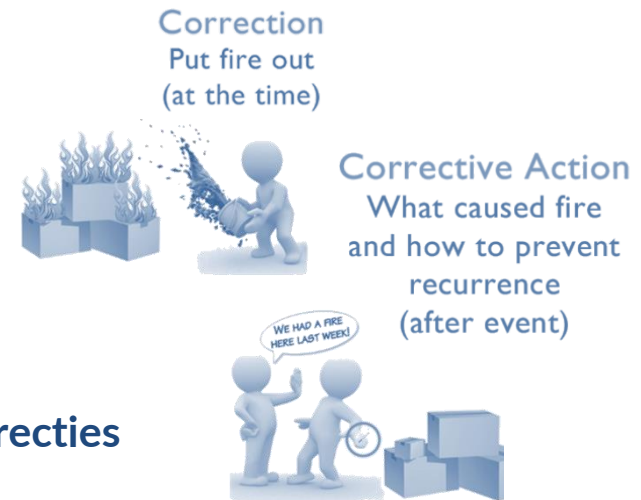 Correction
Put fire out
(at the time)
Corrective Action
What caused fire
and how to prevent
recurrence
(after event)
WE HAD A FIRE
HERE LAST WEEK!
recties